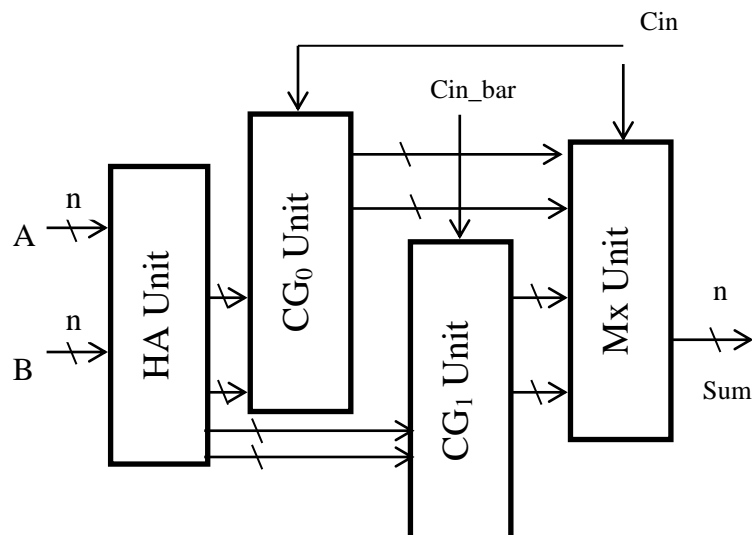 Cin
Cin_bar
n
A
n
B
HA Unit
CG₀ Unit
CG₁ Unit
Mx Unit
n
Sum